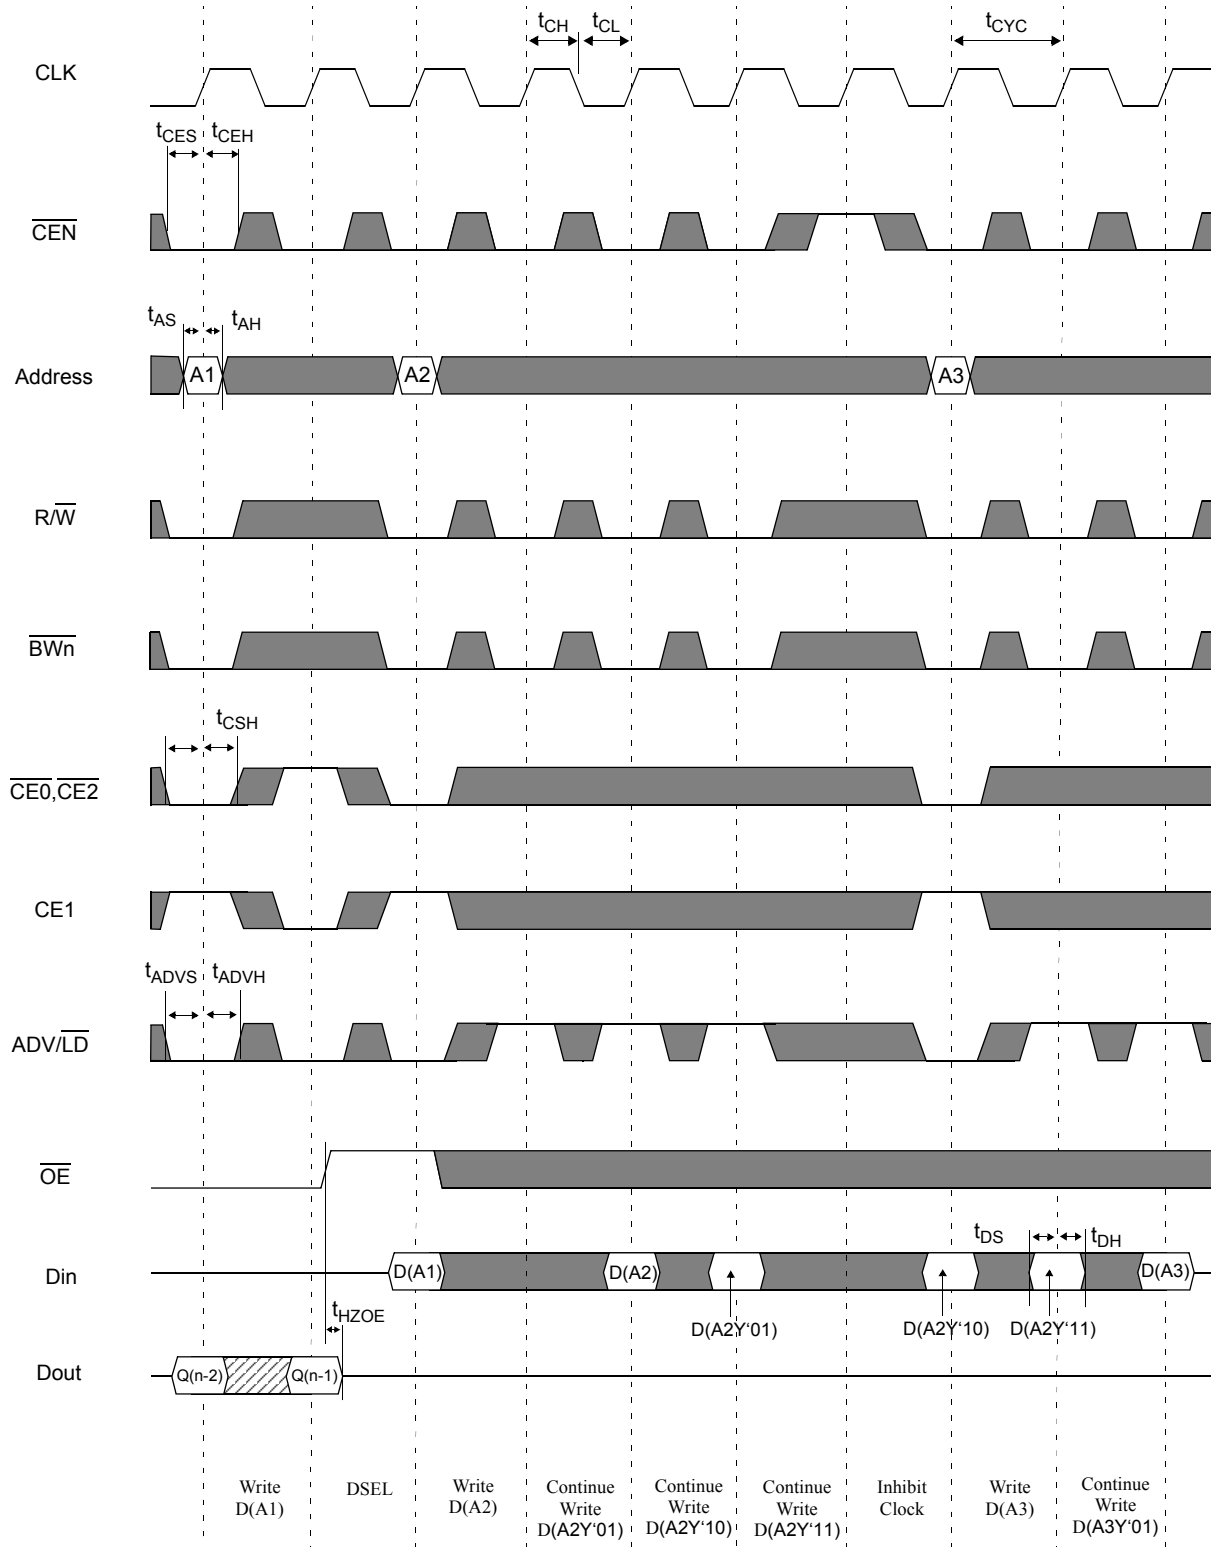 tCH
tCL
tCYC
CLK
tCES
tCEH
CEN
tAS
tAH
Address
A1
A2
A3
R/W
BWn
tCSH
CE0,CE2
CE1
tADVS
tADVH
ADV/LD
OE
tDS
tDH
Din
D(A1)
D(A2)
D(A3)
tHZOE
D(A2Y‘01)
D(A2Y‘10)
D(A2Y‘11)
Dout
Q(n-2)
Q(n-1)
Write
D(A1)
DSEL
Write
D(A2)
Continue
Write
D(A2Y‘01)
Continue
Write
D(A2Y‘10)
Continue
Write
D(A2Y‘11)
Inhibit
Clock
Write
D(A3)
Continue
Write
D(A3Y‘01)